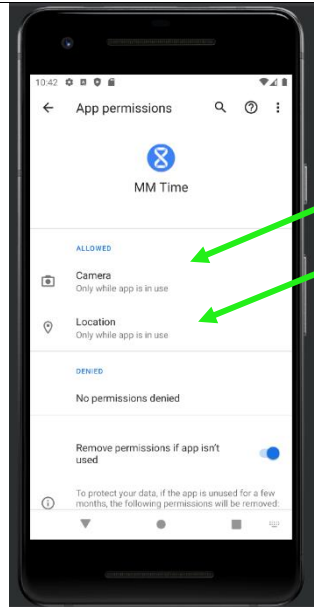 10:42
App permissions
MM Time
ALLOWED
Camera
Only while app is in use
Location
Only while app is in use
DENIED
No permissions denied
Remove permissions if app isn't
used
To protect your data, if the app is unused for a few
months, the following permissions will be removed: